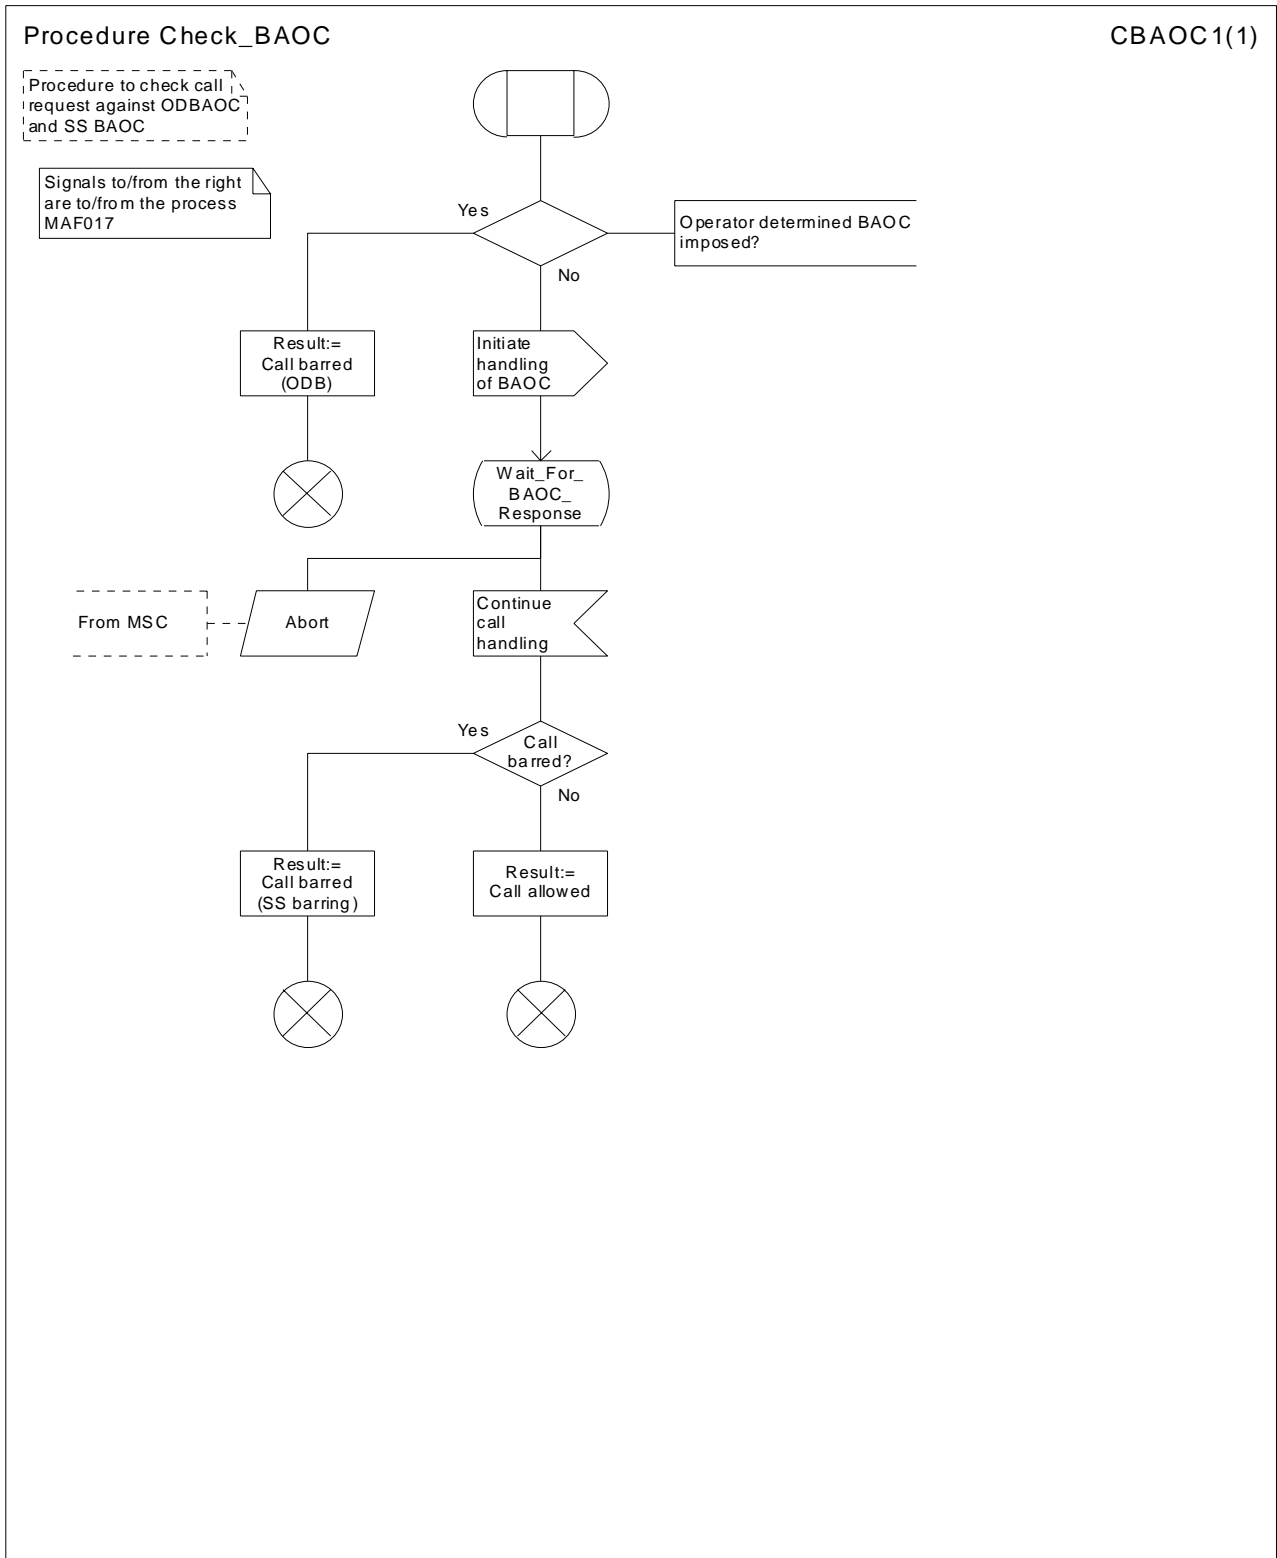 Procedure Check_BAOC
CBAOC1(1)
Procedure to check call
request against ODBAOC
and SS BAOC
Signals to/from the right
are to/from the process
MAF017
Yes
Operator determined BAOC
imposed?
No
Result:=
Call barred
(ODB)
Initiate
handling
of BAOC
Wait_For_
BAOC_
Response
From MSC
Abort
Continue
call
handling
Yes
Call
barred?
No
Result:=
Call barred
(SS barring)
Result:=
Call allowed